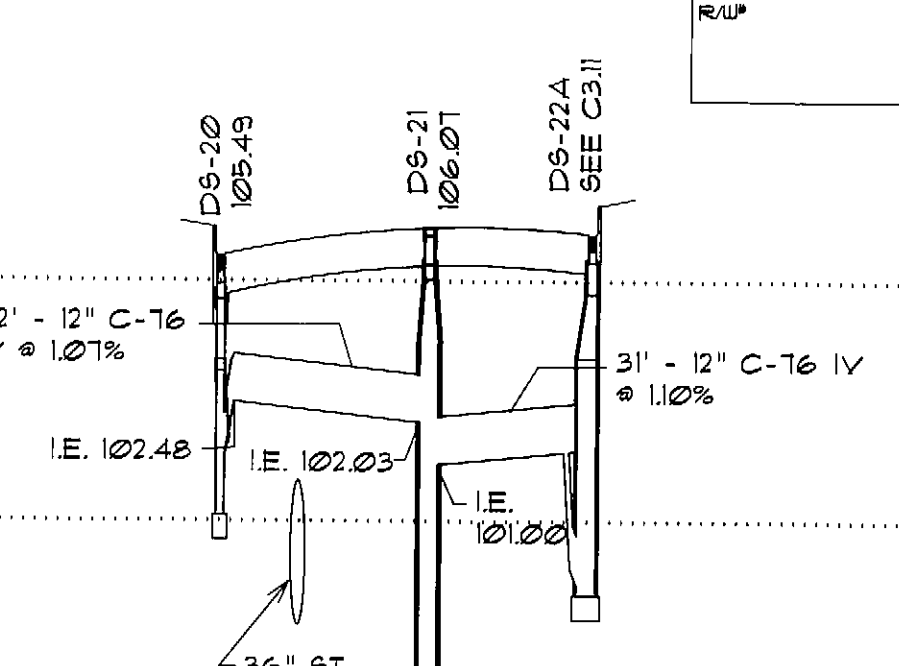 R/W
DS-20
105.49
DS-21
106.07
DS-22A
SEE C3.11
2' - 12" C-76
@ 1.07%
31' - 12" C-76 IV
@ 1.10%
I.E. 102.48
I.E. 102.03
I.E.
101.00
36" ST